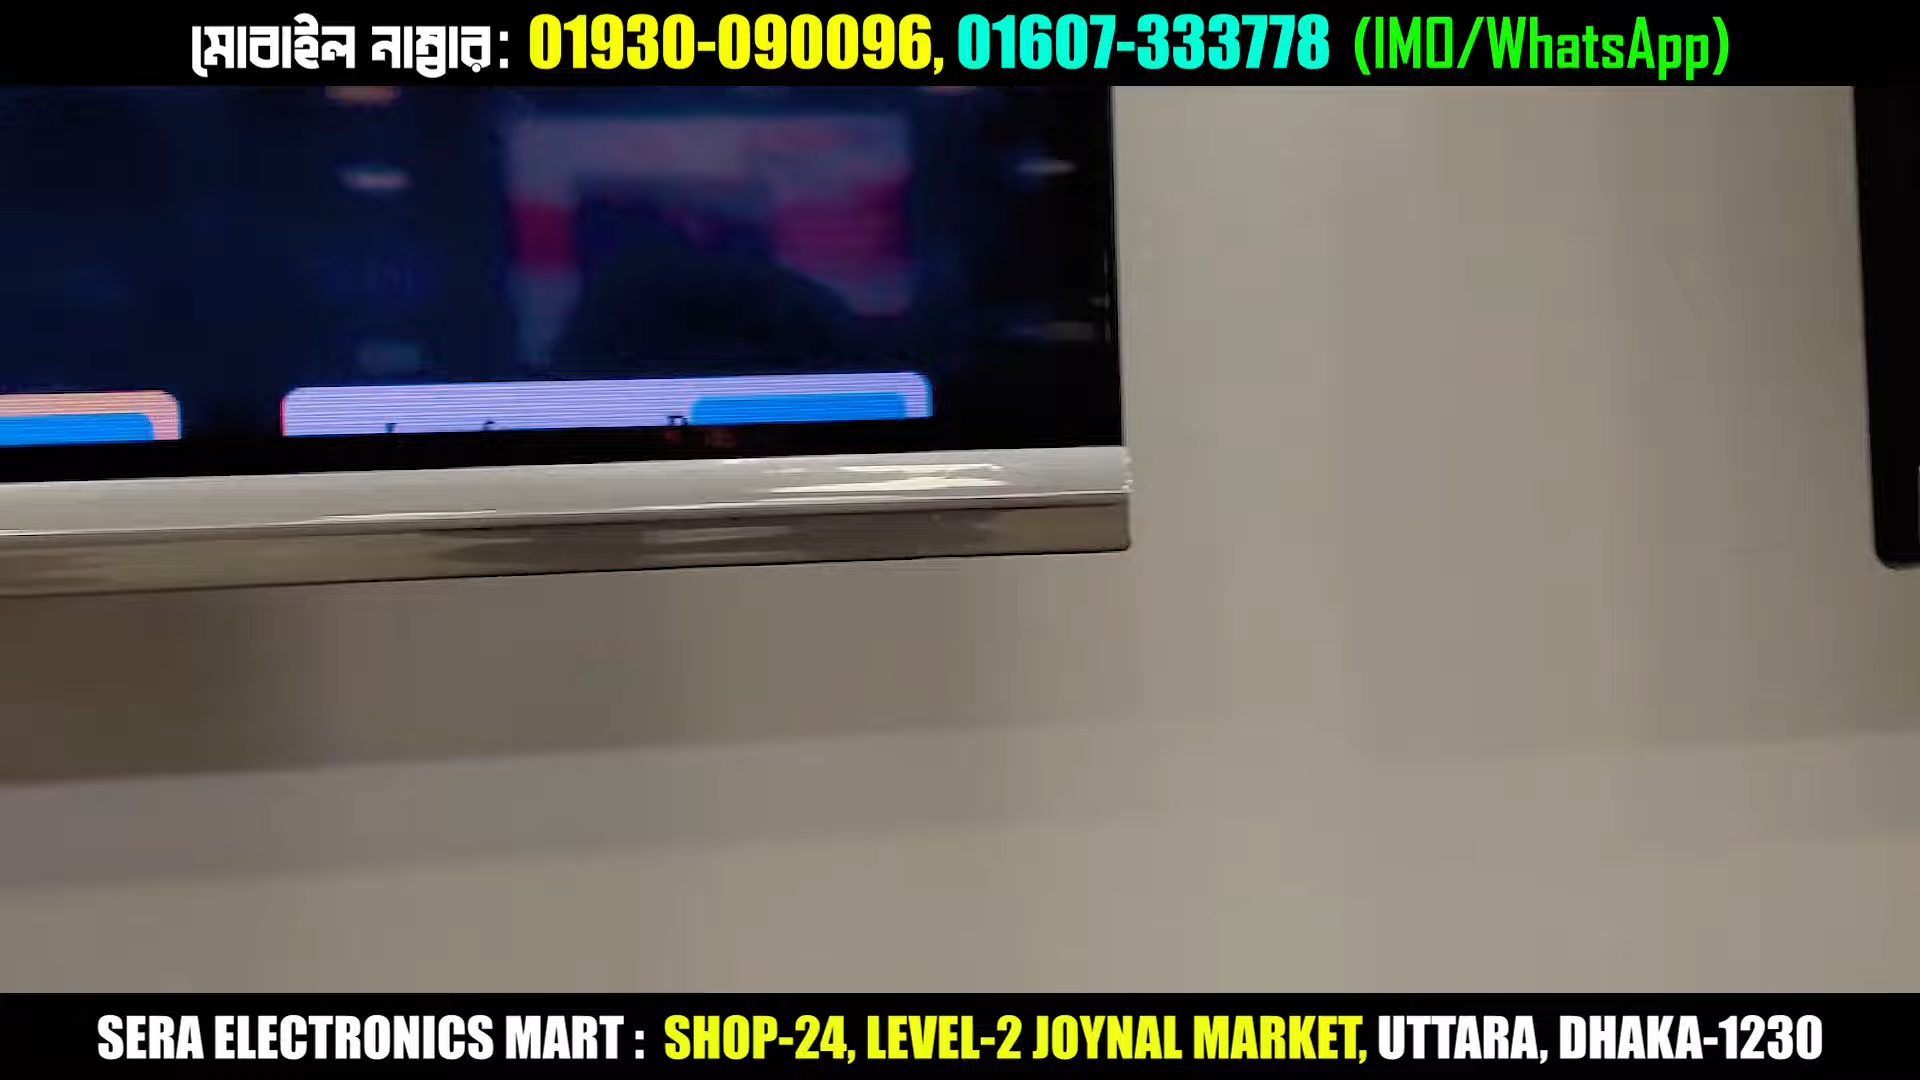 মোবাইল নাম্বার: 01930-090096, 01607-333778 (IMO/WhatsApp)
SERA ELECTRONICS MART : SHOP-24, LEVEL-2 JOYNAL MARKET, UTTARA, DHAKA-1230